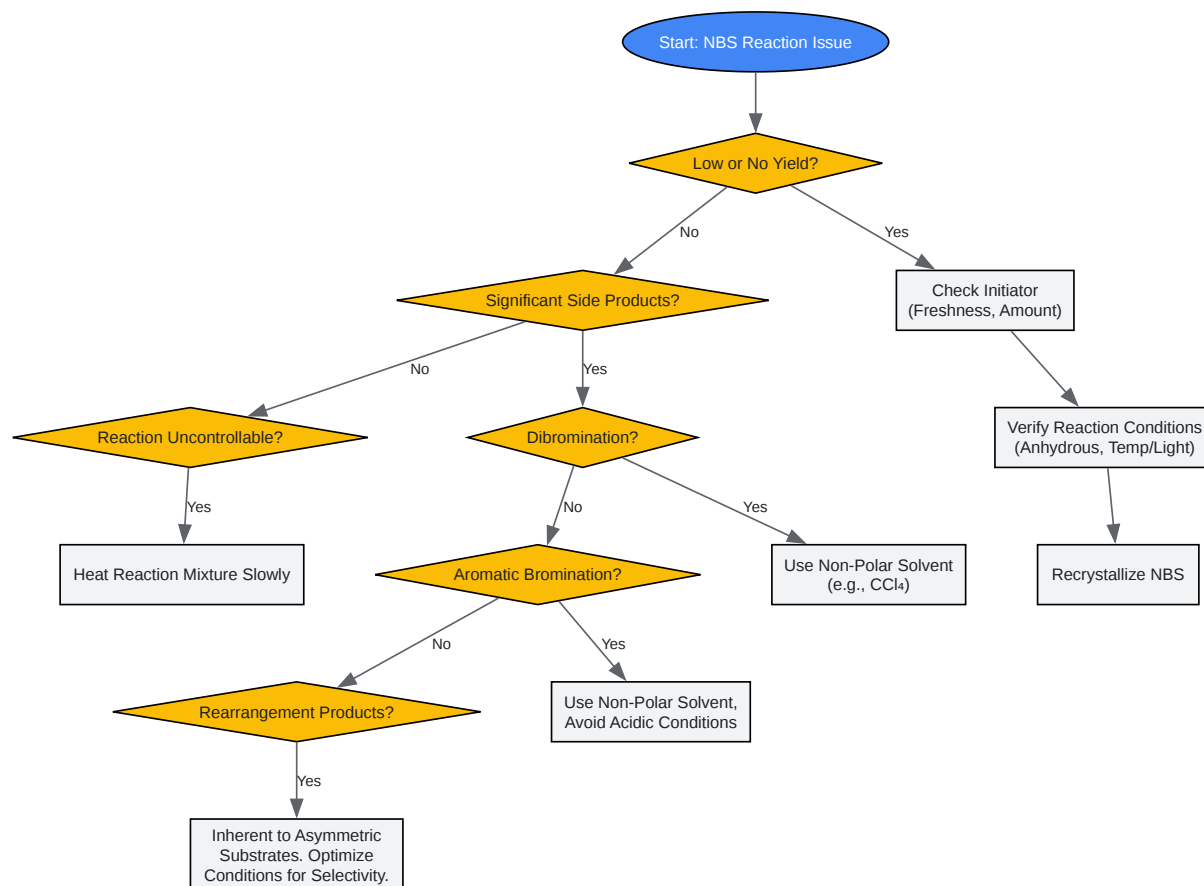 Start: NBS Reaction Issue
Low or No Yield?
No
Yes
Significant Side Products?
Check Initiator
(Freshness, Amount)
No
Yes
Reaction Uncontrollable?
Dibromination?
Verify Reaction Conditions
(Anhydrous, Temp/Light)
Yes
No
Yes
Heat Reaction Mixture Slowly
Aromatic Bromination?
Use Non-Polar Solvent
(e.g., CCl₄)
Recrystallize NBS
No
Yes
Rearrangement Products?
Use Non-Polar Solvent,
Avoid Acidic Conditions
Yes
Inherent to Asymmetric
Substrates. Optimize
Conditions for Selectivity.